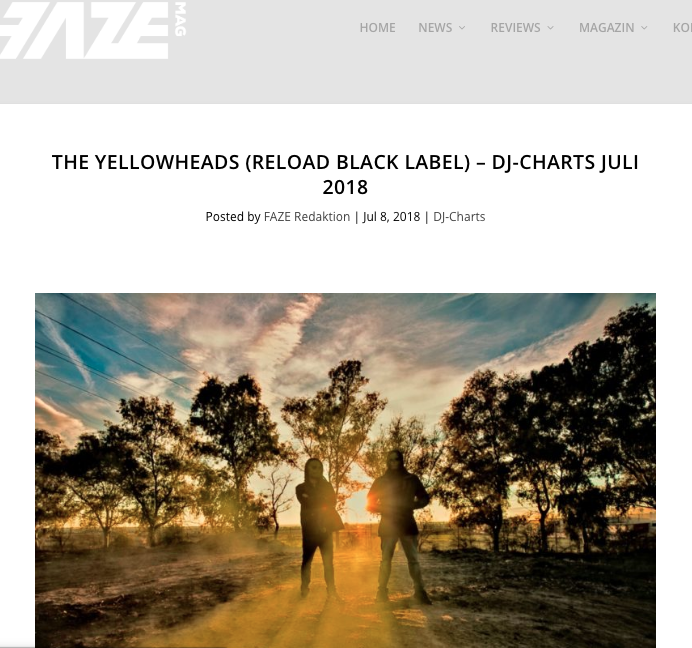 FAZE MAG
HOME NEWS REVIEWS MAGAZIN KO
THE YELLOWHEADS (RELOAD BLACK LABEL) – DJ-CHARTS JULI
2018
Posted by FAZE Redaktion | Jul 8, 2018 | DJ-Charts